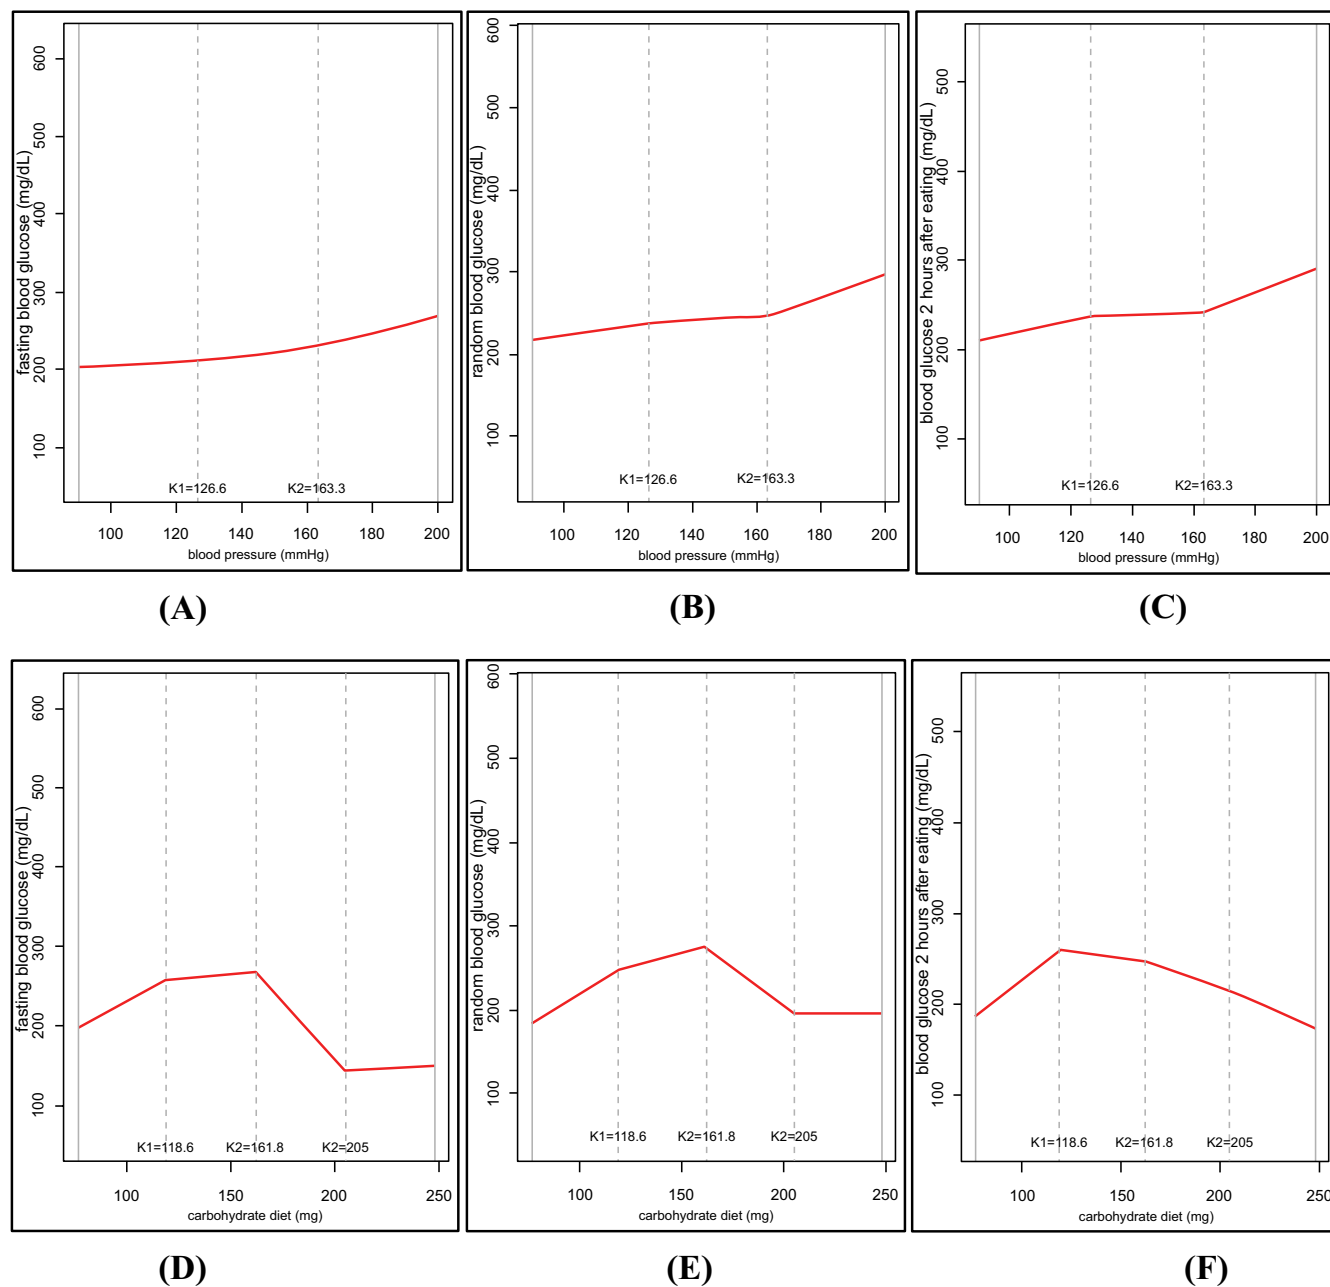 fasting blood glucose (mg/dL)
100 200 300 400 500 600
K1=126.6 K2=163.3
100 120 140 160 180 200
blood pressure (mmHg)
(A)
random blood glucose (mg/dL)
100 200 300 400 500 600
K1=126.6 K2=163.3
100 120 140 160 180 200
blood pressure (mmHg)
(B)
blood glucose 2 hours after eating (mg/dL)
100 200 300 400 500
K1=126.6 K2=163.3
100 120 140 160 180 200
blood pressure (mmHg)
(C)
fasting blood glucose (mg/dL)
100 200 300 400 500 600
K1=118.6 K2=161.8 K2=205
100 150 200 250
carbohydrate diet (mg)
(D)
random blood glucose (mg/dL)
100 200 300 400 500 600
K1=118.6 K2=161.8 K2=205
100 150 200 250
carbohydrate diet (mg)
(E)
blood glucose 2 hours after eating (mg/dL)
100 200 300 400 500
K1=118.6 K2=161.8 K2=205
100 150 200 250
carbohydrate diet (mg)
(F)